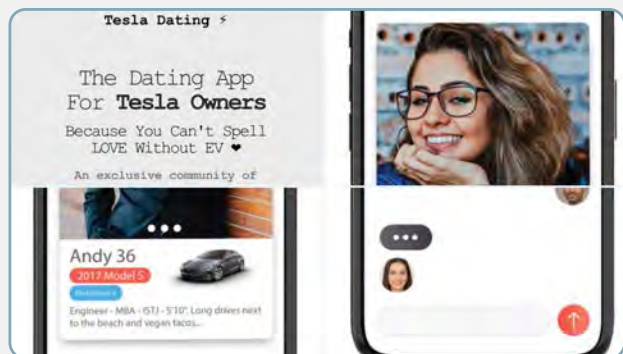 Tesla Dating ⚡
The Dating App
For Tesla Owners
Because You Can't Spell
LOVE Without EV ♥
An exclusive community of
Andy 36
2017 Model S
Engineer - MBA - ISTJ - 5'10". Long drives next
to the beach and vegan tacos...